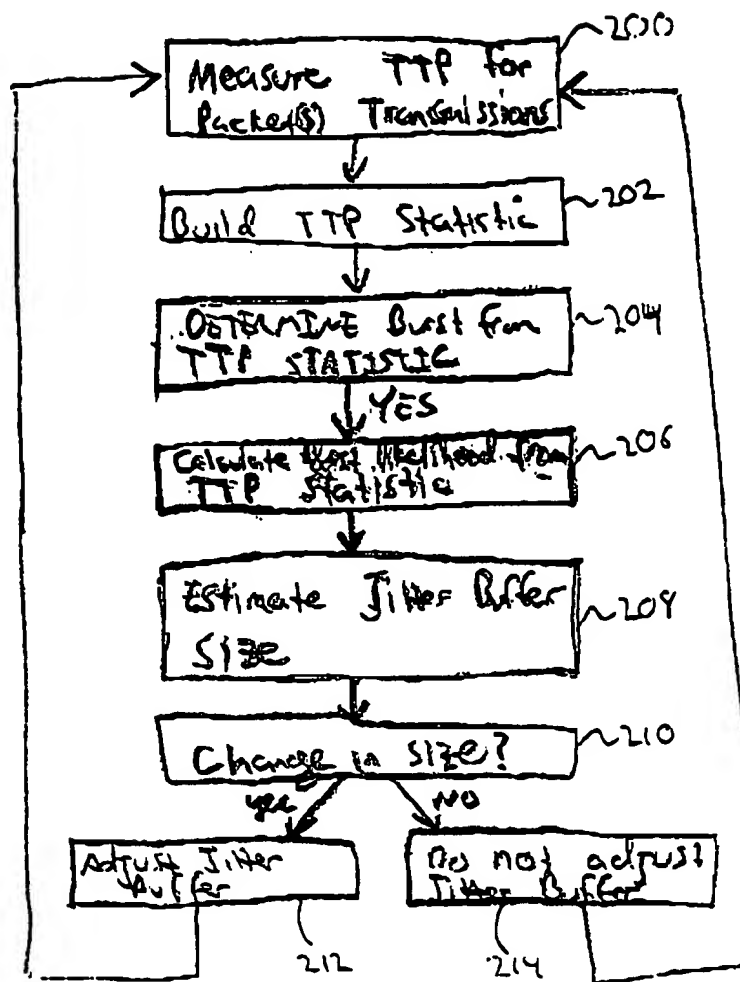 200
Measure TTP for
Packet(s) Transmissions
202
Build TTP Statistic
DETERMINE Burst from
204
TTP STATISTIC
YES
206
Calculate likelihood from
TTP Statistic
Estimate Jitter Buffer
208
Size
210
Change in size?
yes
NO
Adjust Jitter
Buffer
Do not adjust
Jitter Buffer
212
214